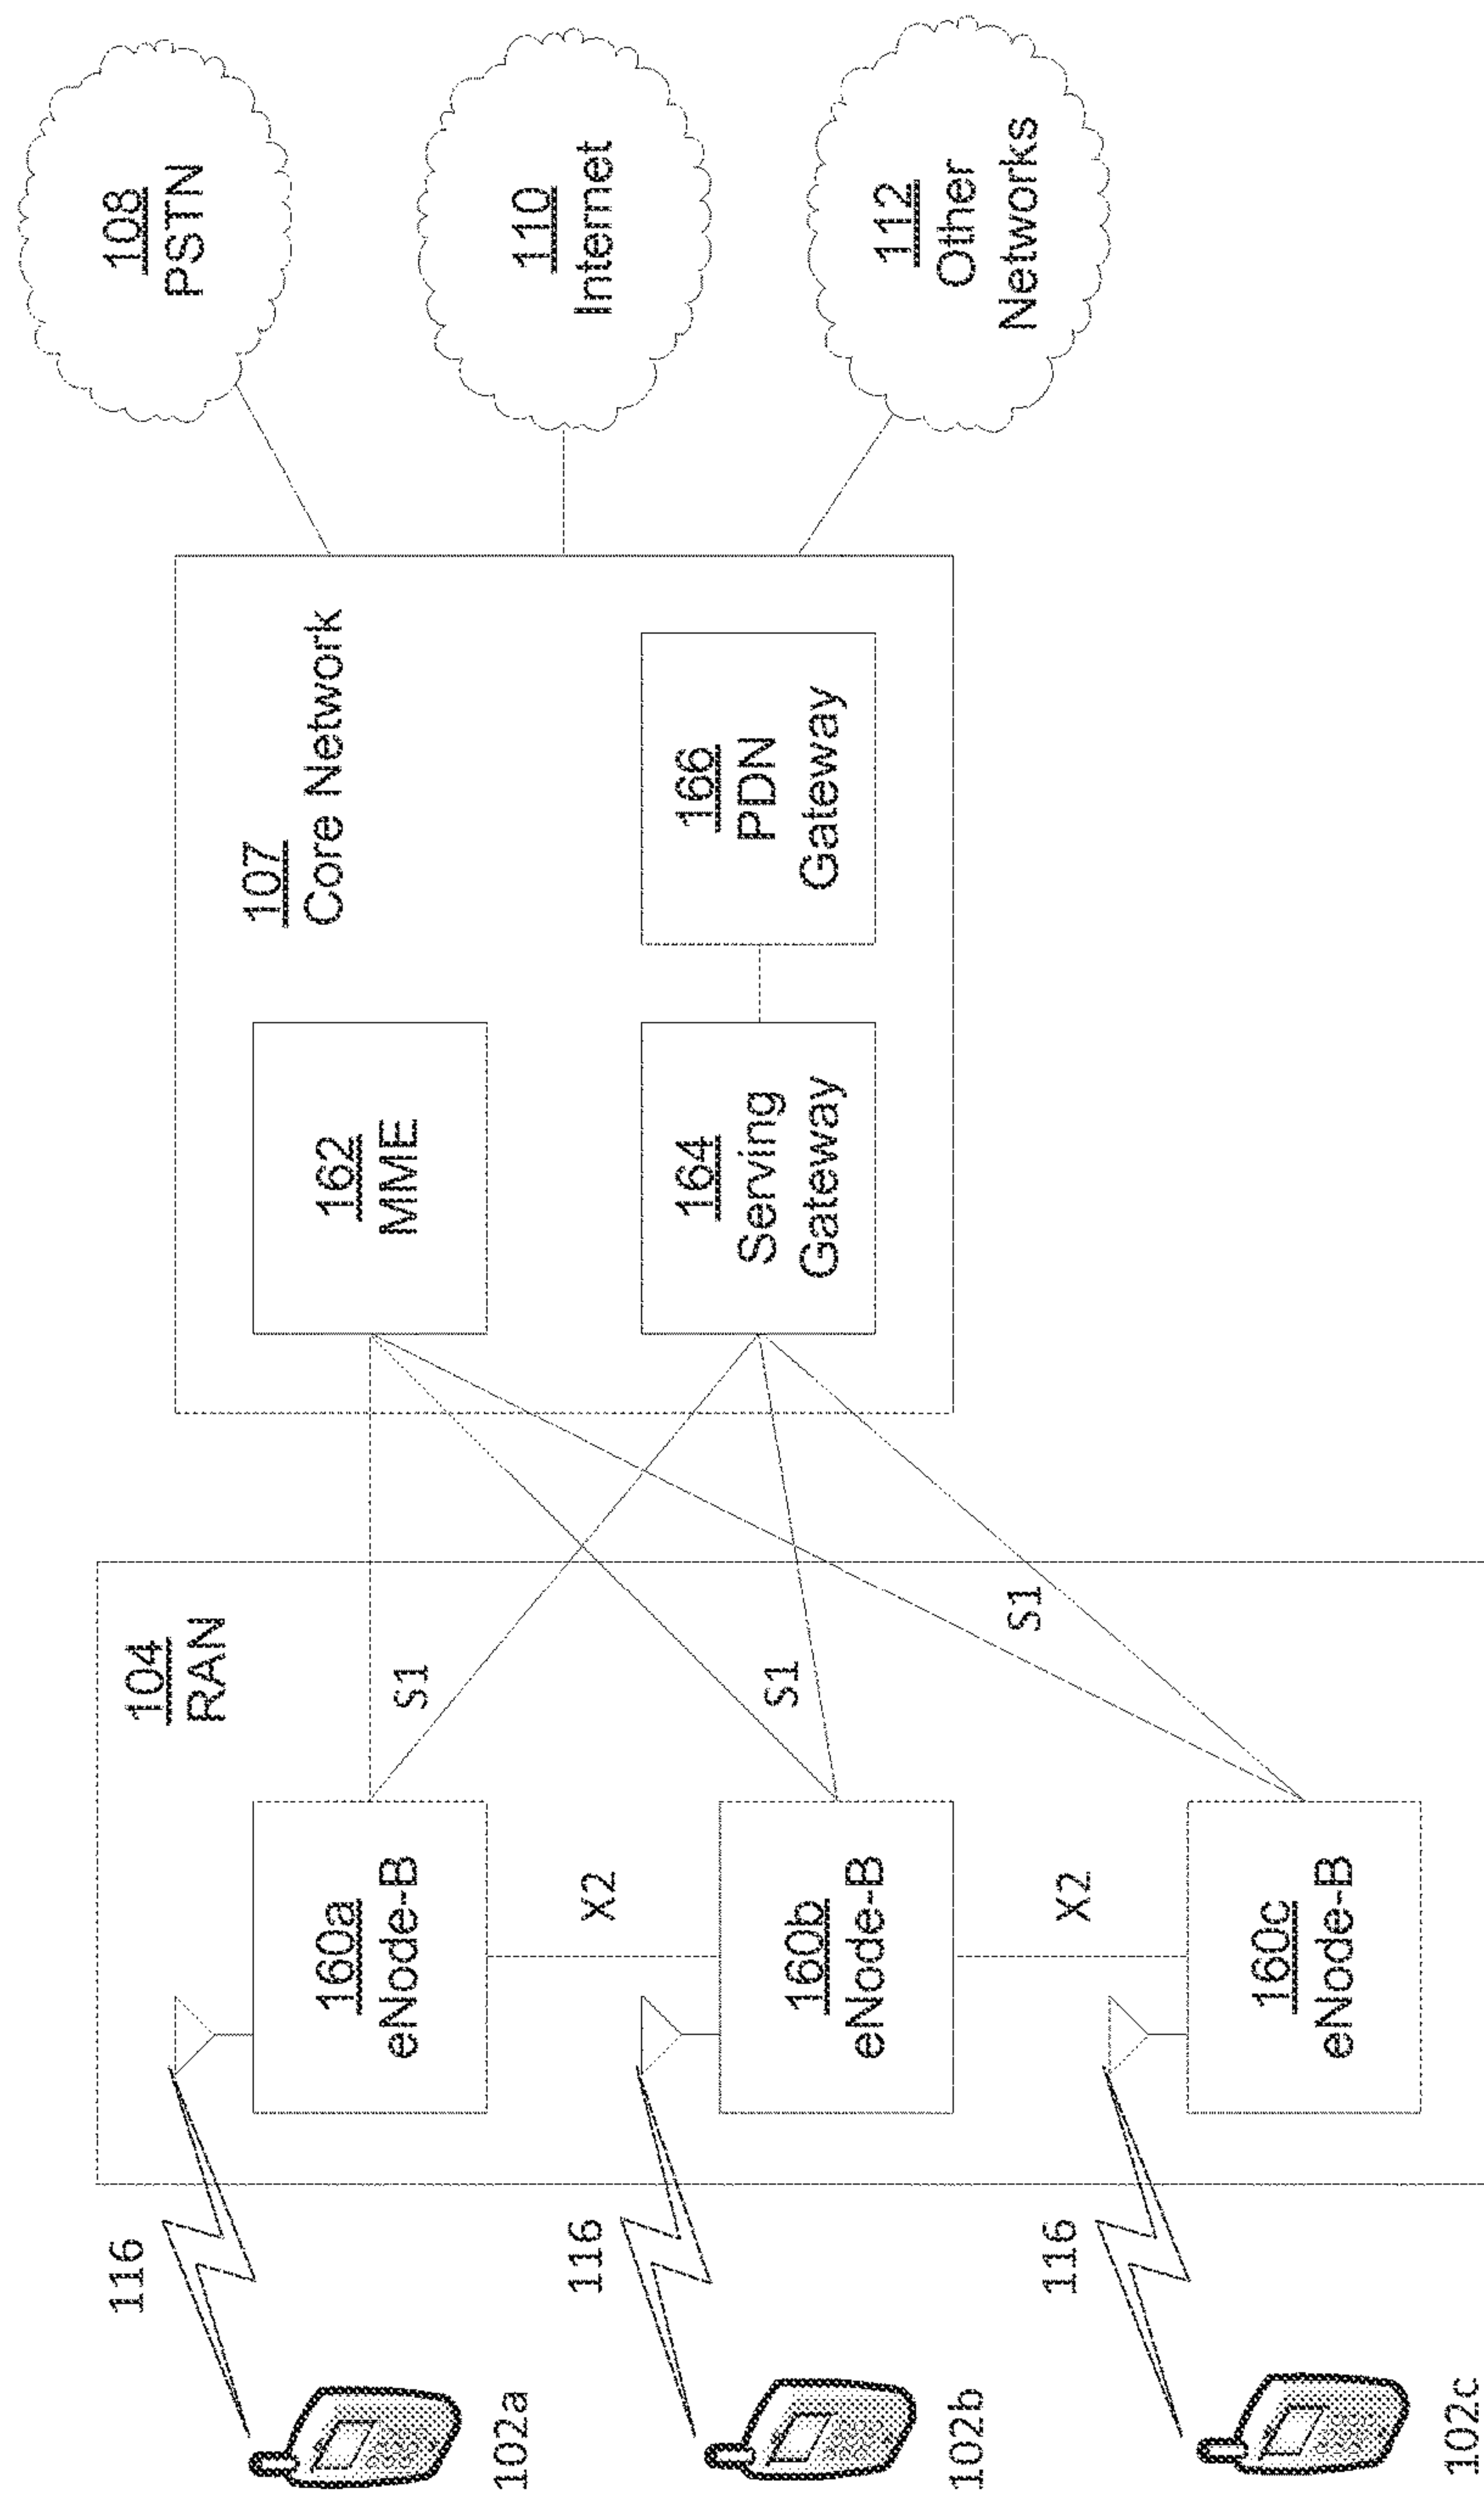 116
102a
116
102b
116
102c
104
RAN
160a
eNode-B
X2
160b
eNode-B
X2
160c
eNode-B
S1
S1
S1
107
Core Network
162
MME
164
Serving
Gateway
166
PDN
Gateway
108
PSTN
110
Internet
112
Other
Networks